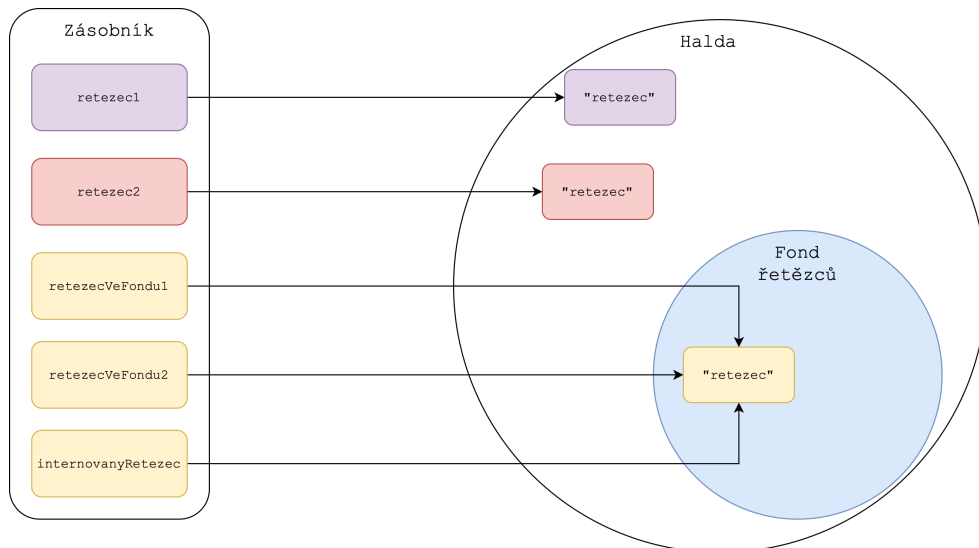 Zásobník
retezec1
retezec2
retezecVeFondu1
retezecVeFondu2
internovanyRetezec
Halda
"retezec"
"retezec"
Fond
řetězců
"retezec"